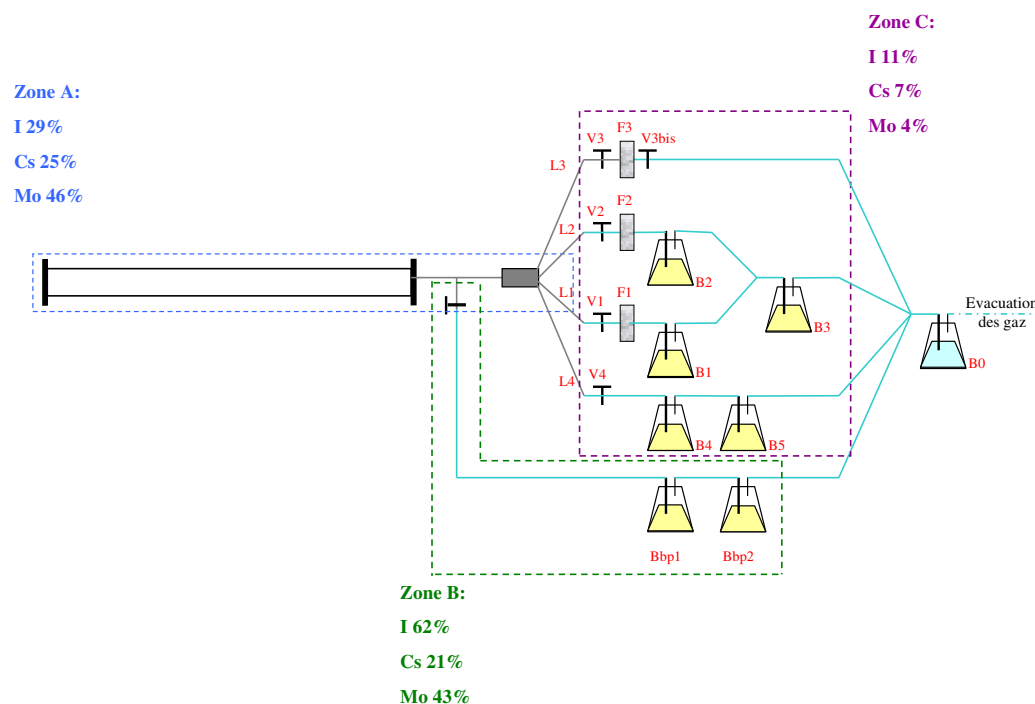 Zone C:
I 11%
Cs 7%
Mo 4%
Zone A:
I 29%
Cs 25%
Mo 46%
F3
V3
V3bis
L3
F2
V2
L2
B2
L1
V1
F1
B3
B1
Evacuation
des gaz
B0
V4
L4
B4
B5
Bbp1
Bbp2
Zone B:
I 62%
Cs 21%
Mo 43%